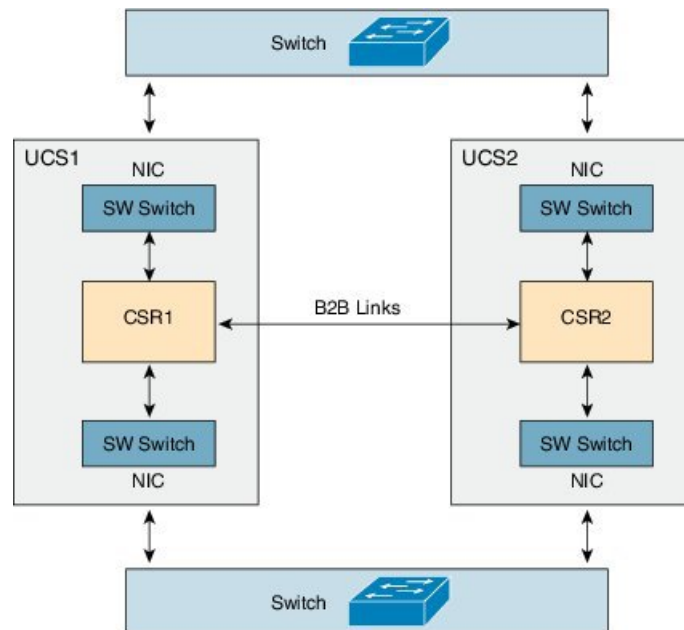 Switch
UCS1
NIC
SW Switch
CSR1
SW Switch
NIC
B2B Links
UCS2
NIC
SW Switch
CSR2
SW Switch
NIC
Switch